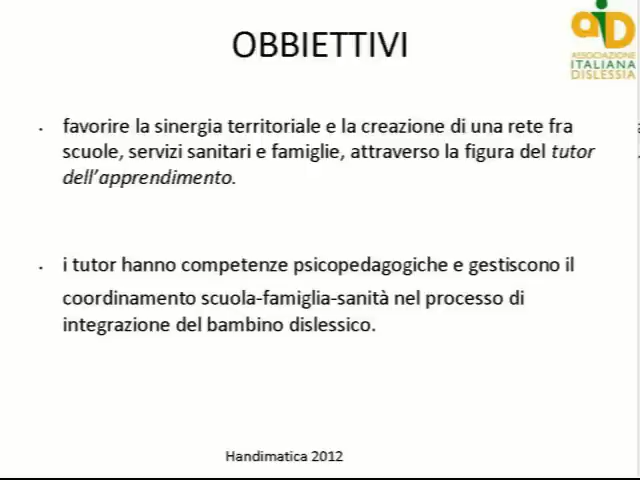 OBBIETTIVI
aiD
ASSOCIAZIONE
ITALIANA
DISLESSIA
· favorire la sinergia territoriale e la creazione di una rete fra
scuole, servizi sanitari e famiglie, attraverso la figura del tutor
dell’apprendimento.
· i tutor hanno competenze psicopedagogiche e gestiscono il
coordinamento scuola-famiglia-sanità nel processo di
integrazione del bambino dislessico.
Handimatica 2012